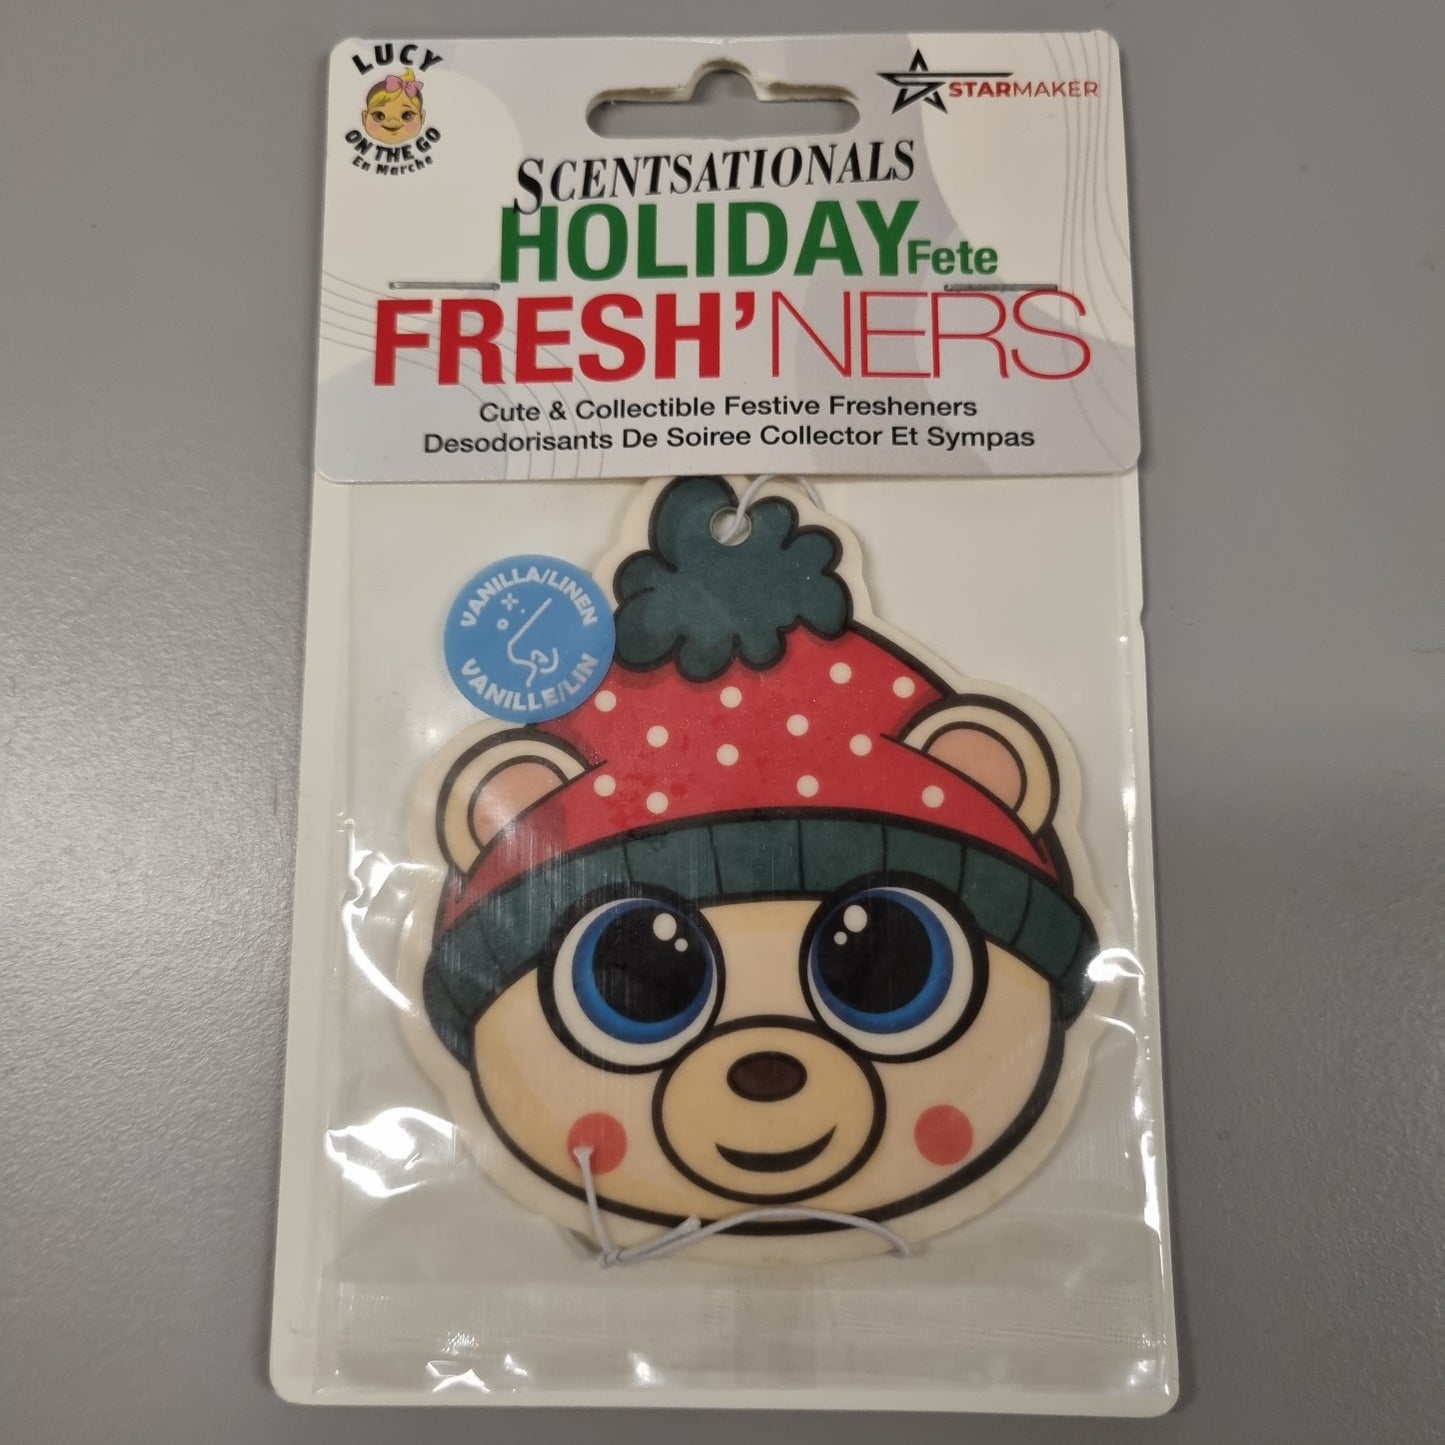 LUCY
ON THE GO
En Marche
STARMAKER
SCENTSATIONALS
HOLIDAY Fete
FRESH'NERS
Cute & Collectible Festive Fresheners
Desodorisants De Soiree Collector Et Sympas
VANILLA/LINEN
VANILLE/LIN